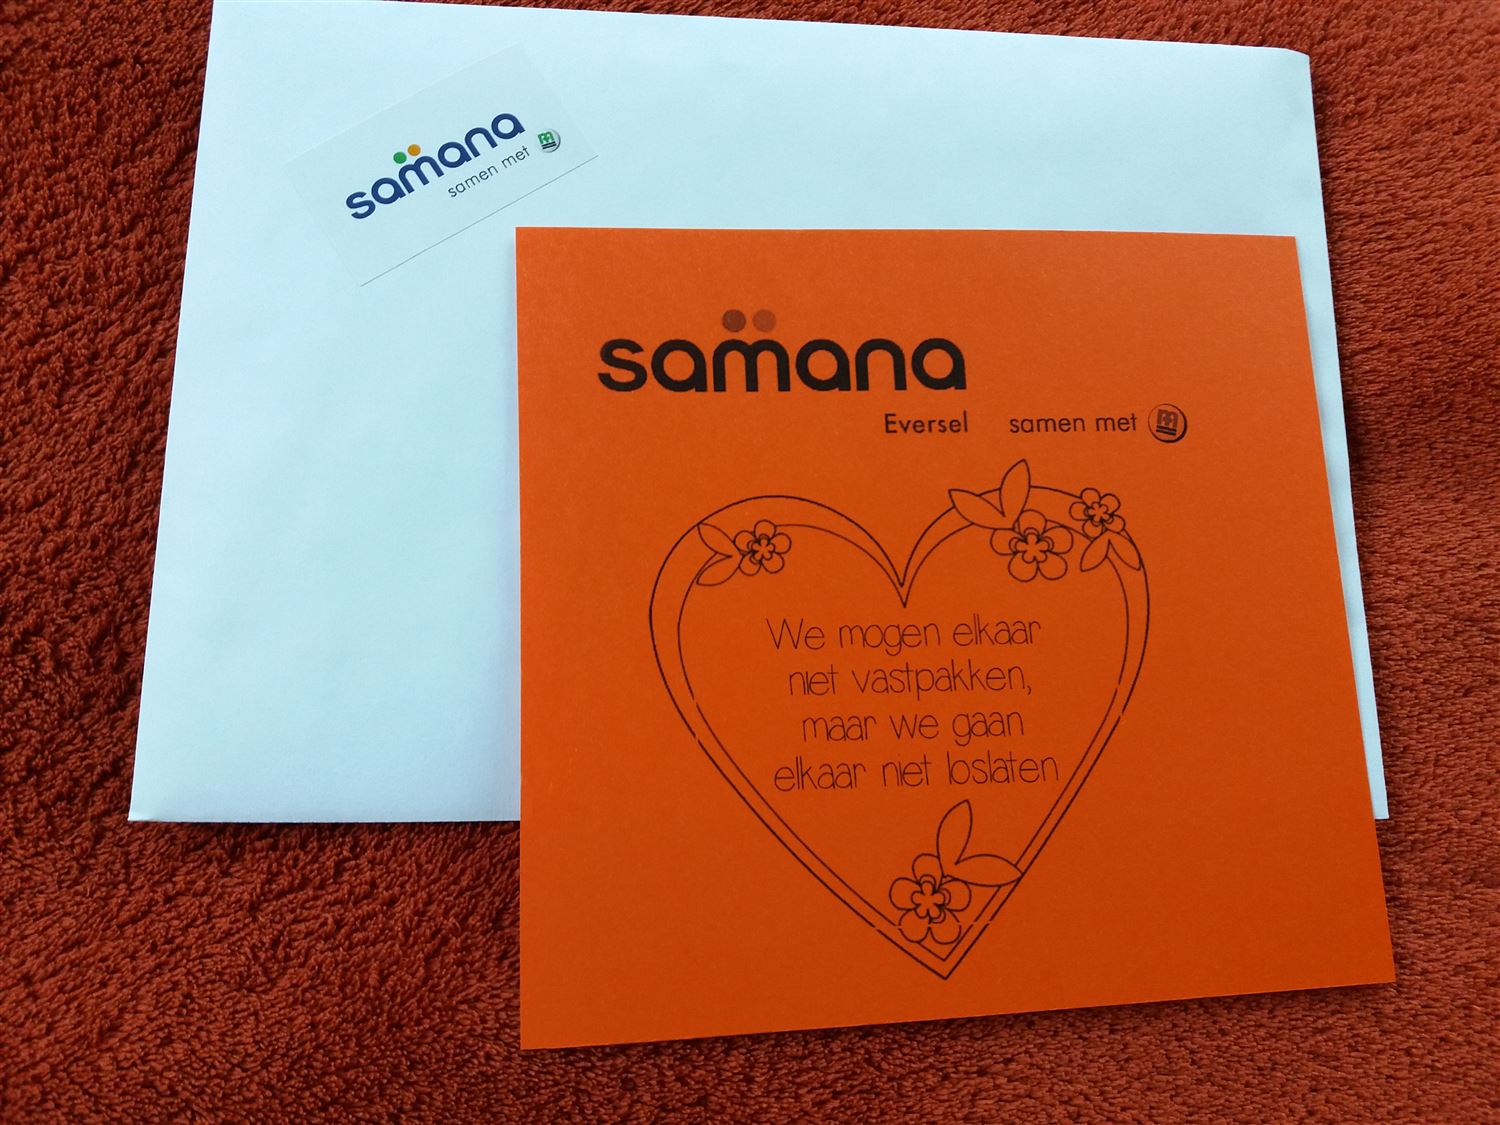 samana
samen met
samana
Eversel samen met
We mogen elkaar
niet vastpakken,
maar we gaan
elkaar niet loslaten